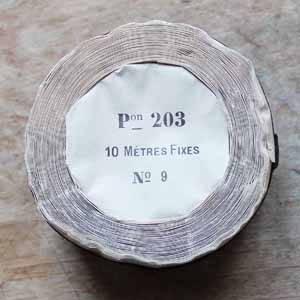 Pon 203
10 MÈTRES FIXES
No 9